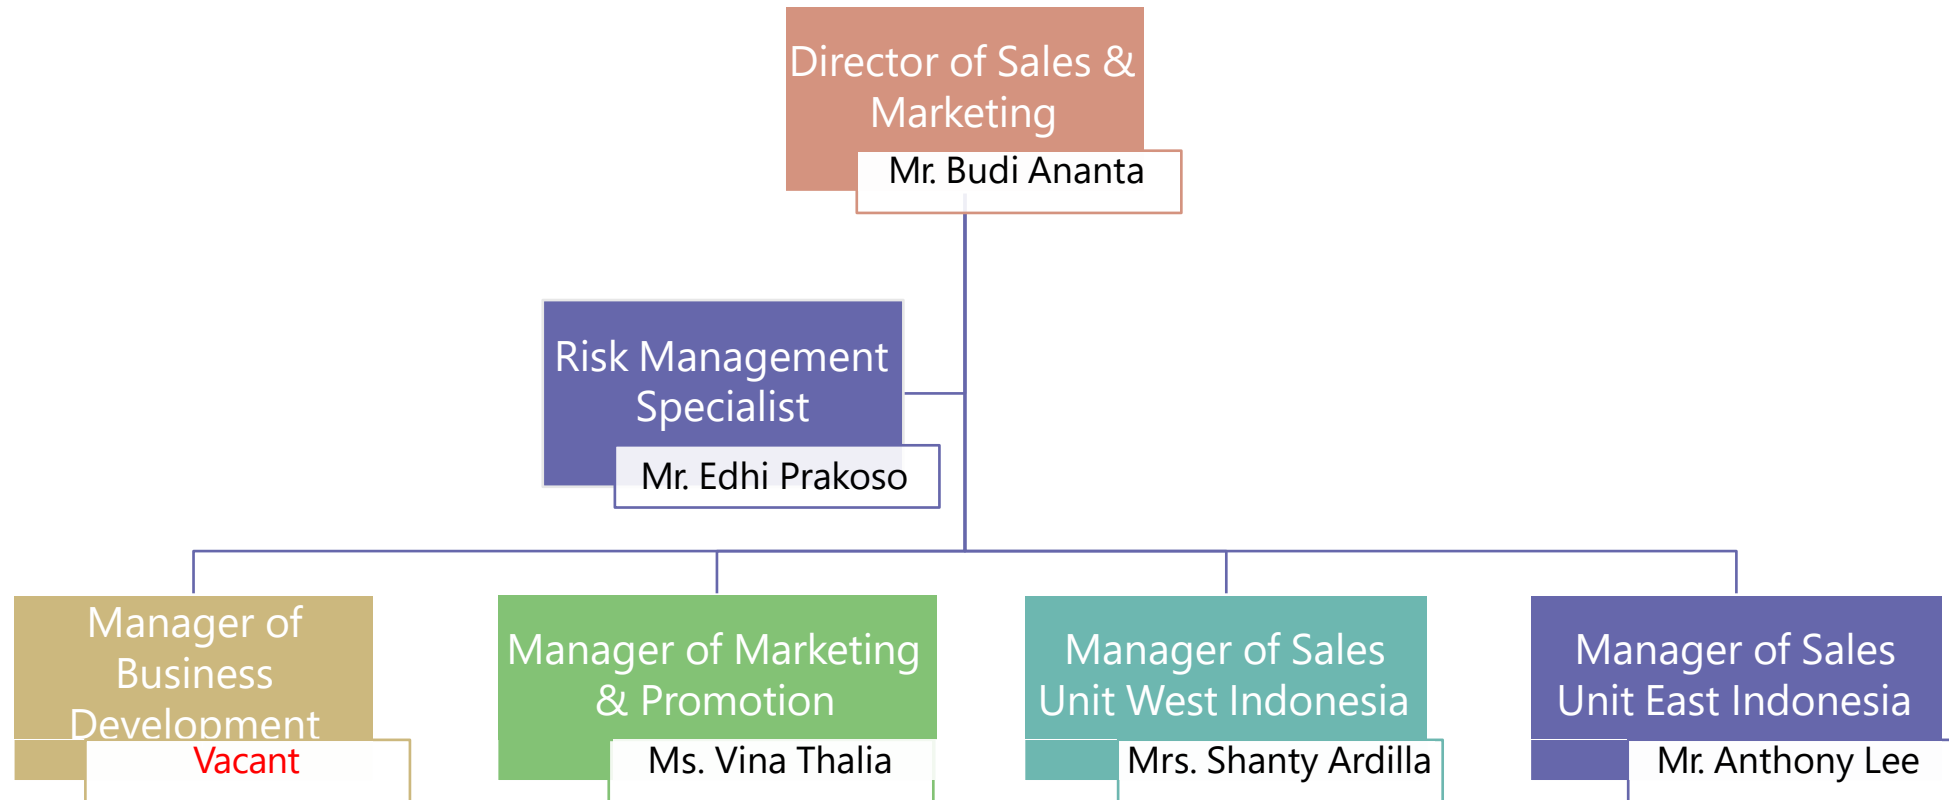 Director of Sales &
Marketing
Mr. Budi Ananta
Risk Management
Specialist
Mr. Edhi Prakoso
Manager of
Business
Development
Vacant
Manager of Marketing
& Promotion
Ms. Vina Thalia
Manager of Sales
Unit West Indonesia
Mrs. Shanty Ardilla
Manager of Sales
Unit East Indonesia
Mr. Anthony Lee